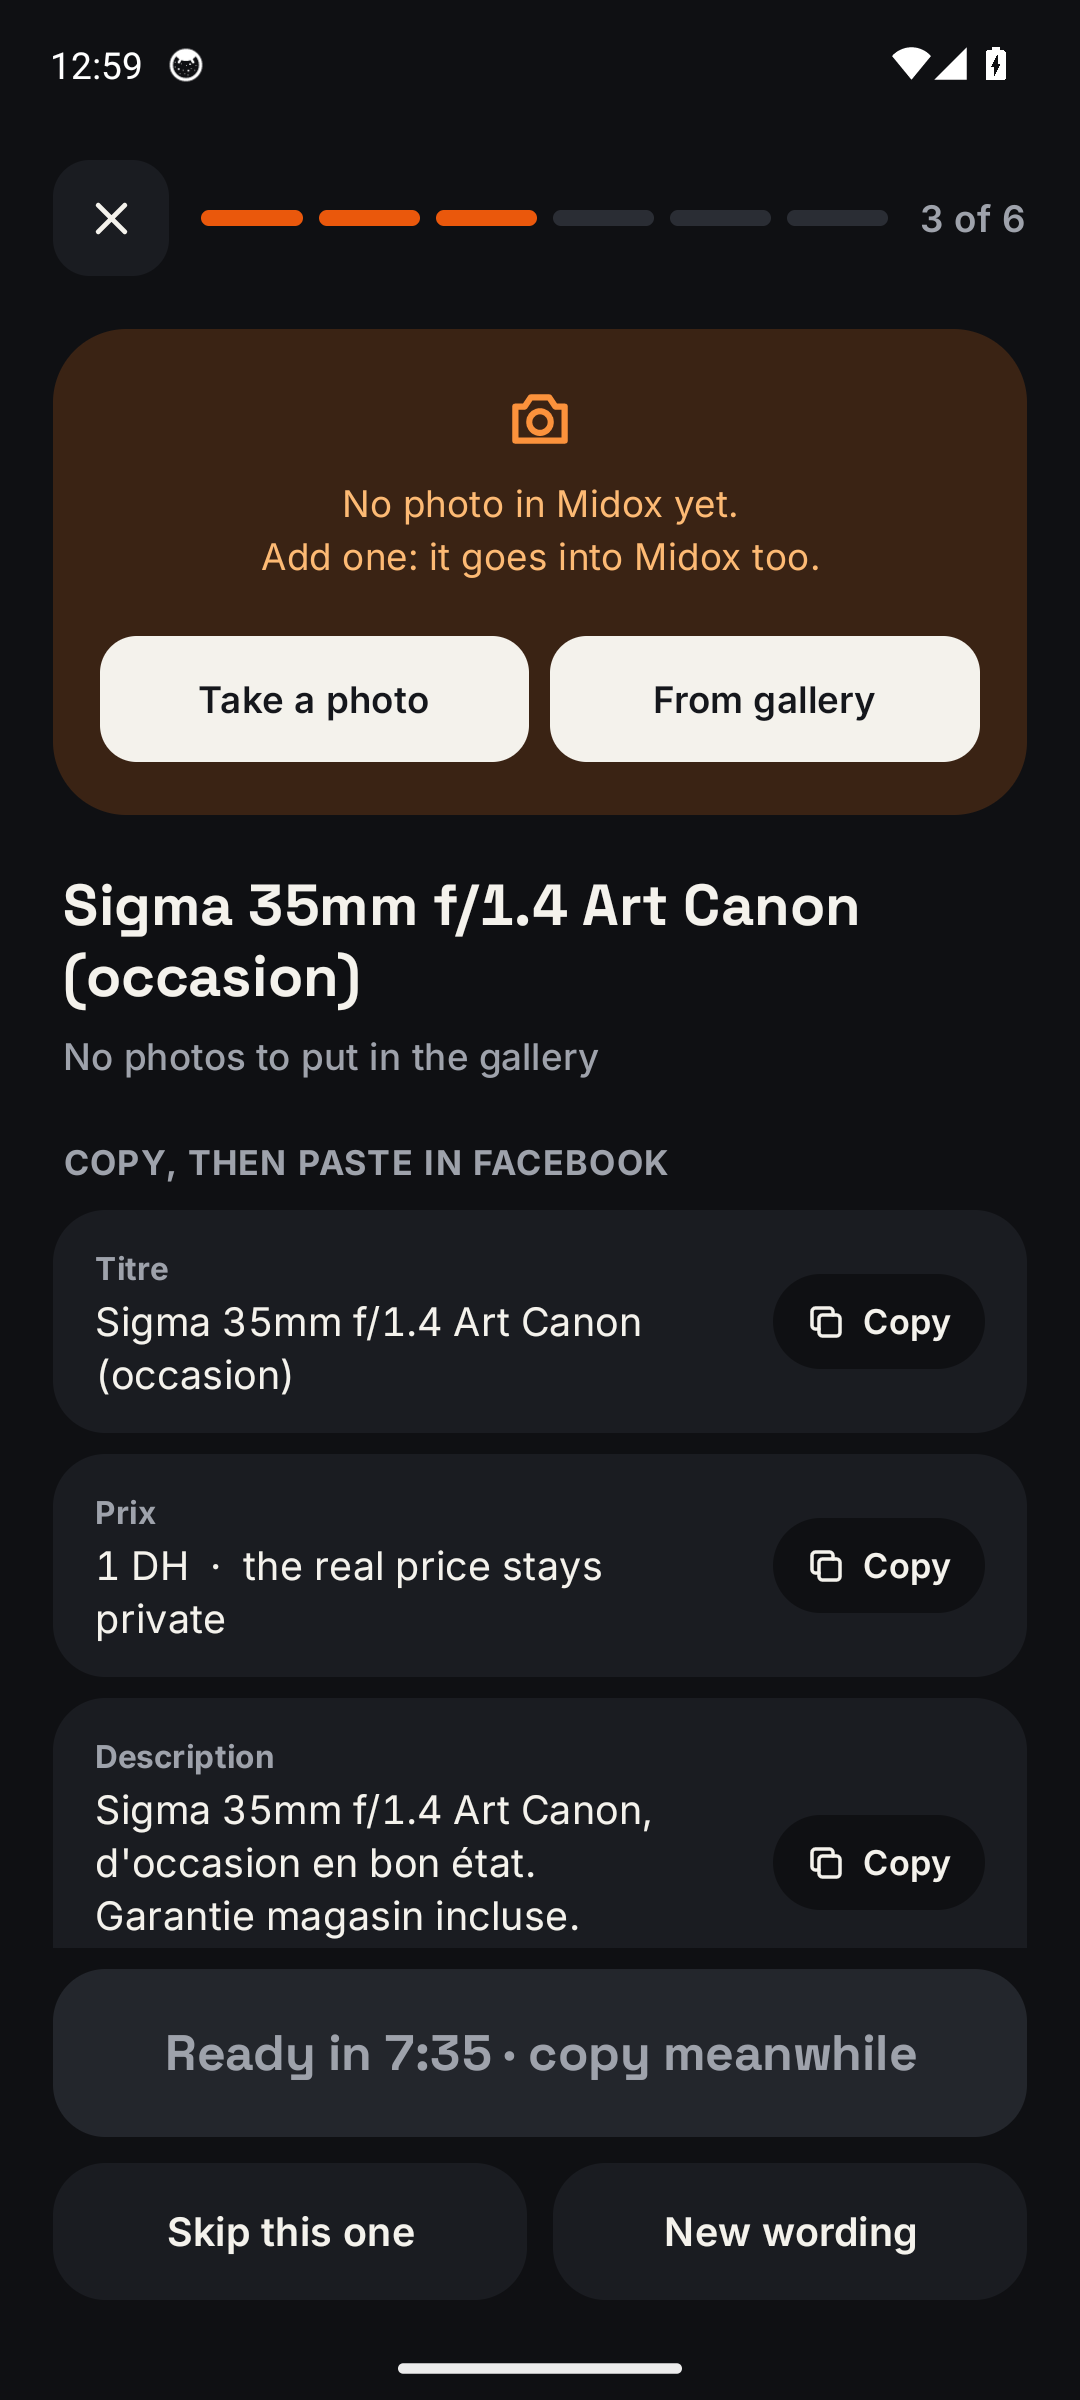 12:59
3 of 6
No photo in Midox yet.
Add one: it goes into Midox too.
Take a photo
From gallery
Sigma 35mm f/1.4 Art Canon
(occasion)
No photos to put in the gallery
COPY, THEN PASTE IN FACEBOOK
Titre
Sigma 35mm f/1.4 Art Canon
(occasion)
Copy
Prix
1 DH · the real price stays
private
Copy
Description
Sigma 35mm f/1.4 Art Canon,
d'occasion en bon état.
Garantie magasin incluse.
Copy
Ready in 7:35 · copy meanwhile
Skip this one
New wording